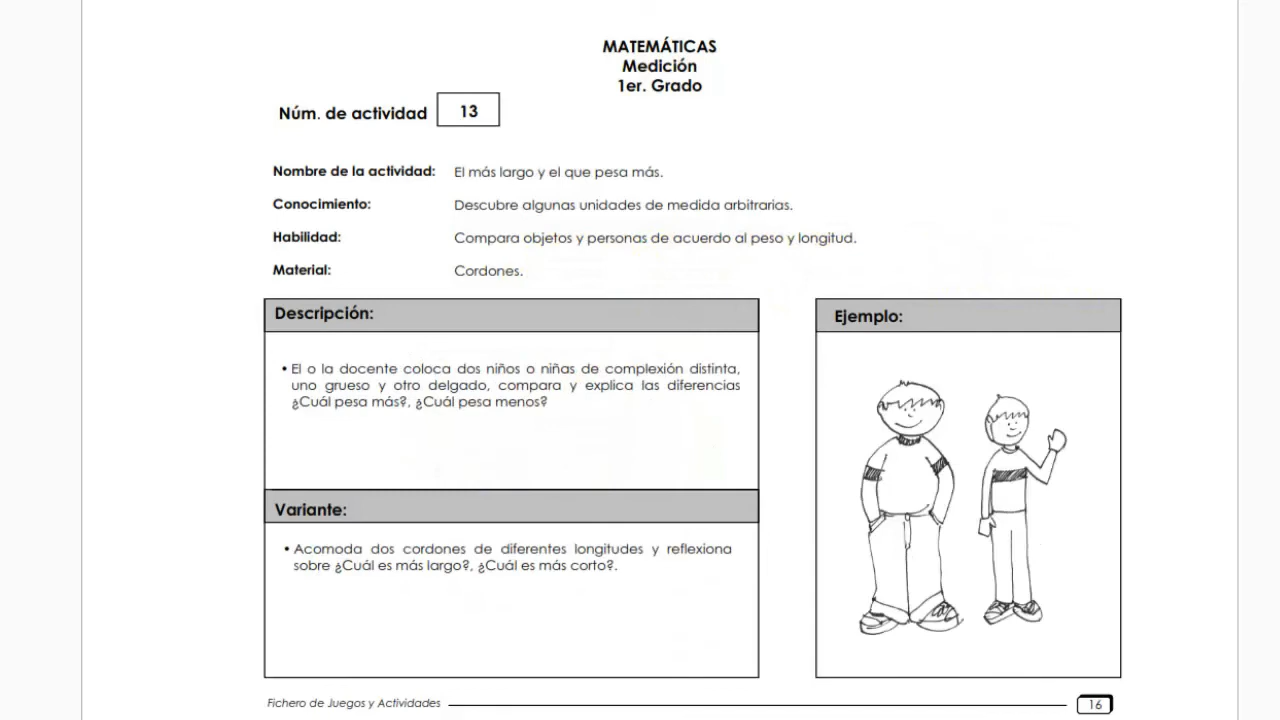 MATEMÁTICAS
Medición
1er. Grado
Núm. de actividad 13
Nombre de la actividad: El más largo y el que pesa más.
Conocimiento: Descubre algunas unidades de medida arbitrarias.
Habilidad: Compara objetos y personas de acuerdo al peso y longitud.
Material: Cordones.
Descripción:
• El o la docente coloca dos niños o niñas de complexión distinta,
uno grueso y otro delgado, compara y explica las diferencias
¿Cuál pesa más?, ¿Cuál pesa menos?
Variante:
• Acomoda dos cordones de diferentes longitudes y reflexiona
sobre ¿Cuál es más largo?, ¿Cuál es más corto?.
Ejemplo:
Fichero de Juegos y Actividades 16